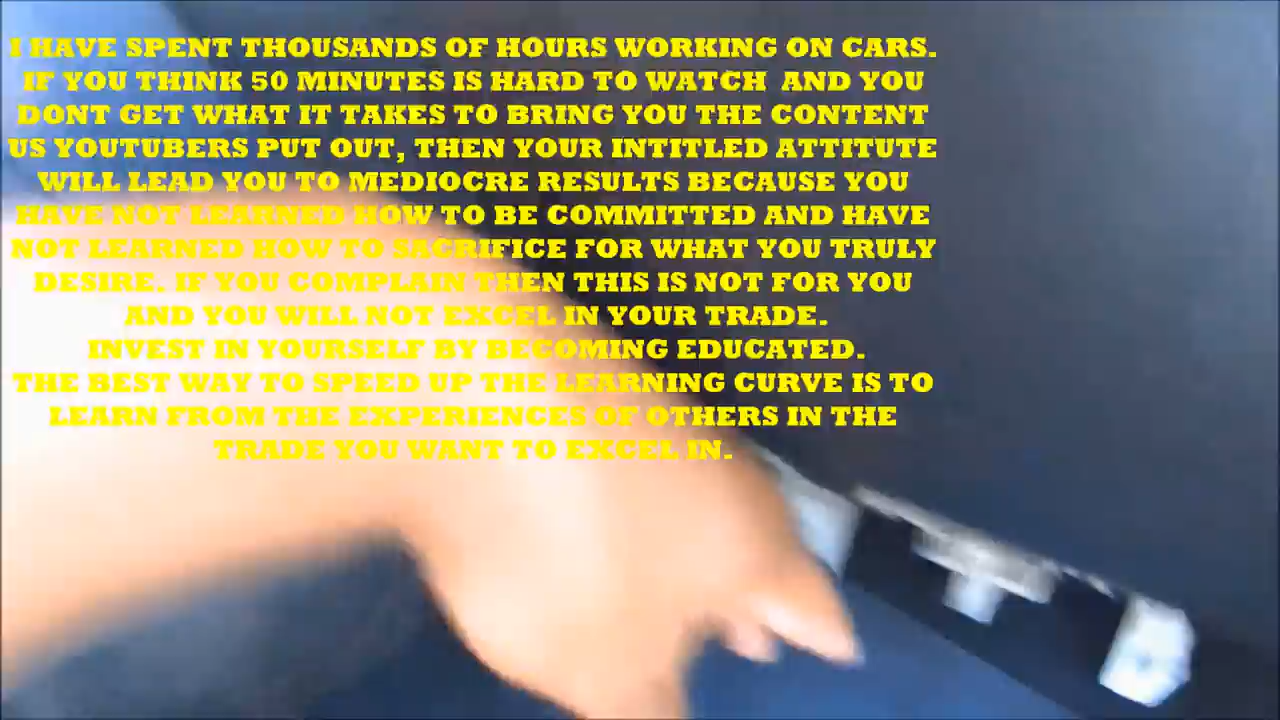 I HAVE SPENT THOUSANDS OF HOURS WORKING ON CARS.
IF YOU THINK 50 MINUTES IS HARD TO WATCH AND YOU
DONT GET WHAT IT TAKES TO BRING YOU THE CONTENT
US YOUTUBERS PUT OUT, THEN YOUR INTITLED ATTITUTE
WILL LEAD YOU TO MEDIOCRE RESULTS BECAUSE YOU
HAVE NOT LEARNED HOW TO BE COMMITTED AND HAVE
NOT LEARNED HOW TO SACRIFICE FOR WHAT YOU TRULY
DESIRE. IF YOU COMPLAIN THEN THIS IS NOT FOR YOU
AND YOU WILL NOT EXCEL IN YOUR TRADE.
INVEST IN YOURSELF BY BECOMING EDUCATED.
THE BEST WAY TO SPEED UP THE LEARNING CURVE IS TO
LEARN FROM THE EXPERIENCES OF OTHERS IN THE
TRADE YOU WANT TO EXCEL IN.